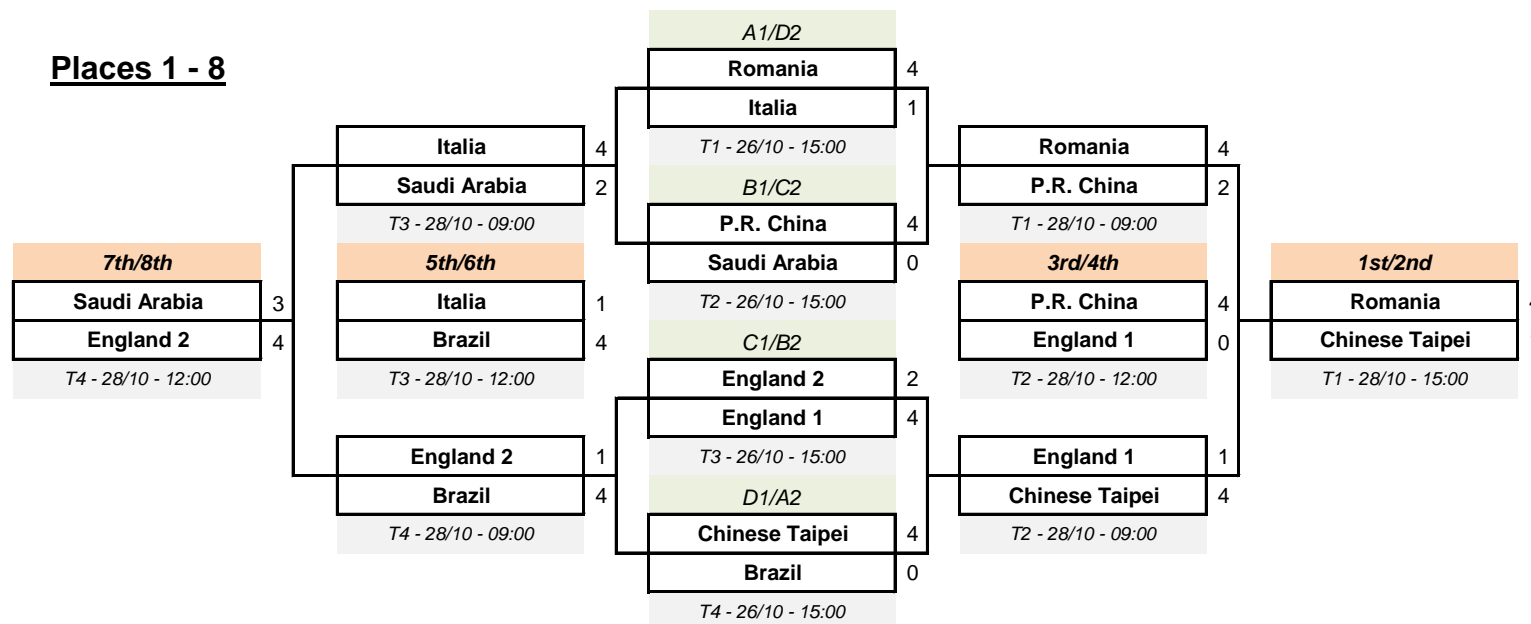 Places 1 - 8
A1/D2
Romania 4
Italia 1
T1 - 26/10 - 15:00
B1/C2
P.R. China 4
Saudi Arabia 0
T2 - 26/10 - 15:00
C1/B2
England 2 2
England 1 4
T3 - 26/10 - 15:00
D1/A2
Chinese Taipei 4
Brazil 0
T4 - 26/10 - 15:00
Italia 4
Saudi Arabia 2
T3 - 28/10 - 09:00
5th/6th
Italia 1
Brazil 4
T3 - 28/10 - 12:00
England 2 1
Brazil 4
T4 - 28/10 - 09:00
7th/8th
Saudi Arabia 3
England 2 4
T4 - 28/10 - 12:00
Romania 4
P.R. China 2
T1 - 28/10 - 09:00
3rd/4th
P.R. China 4
England 1 0
T2 - 28/10 - 12:00
England 1 1
Chinese Taipei 4
T2 - 28/10 - 09:00
1st/2nd
Romania
Chinese Taipei
T1 - 28/10 - 15:00